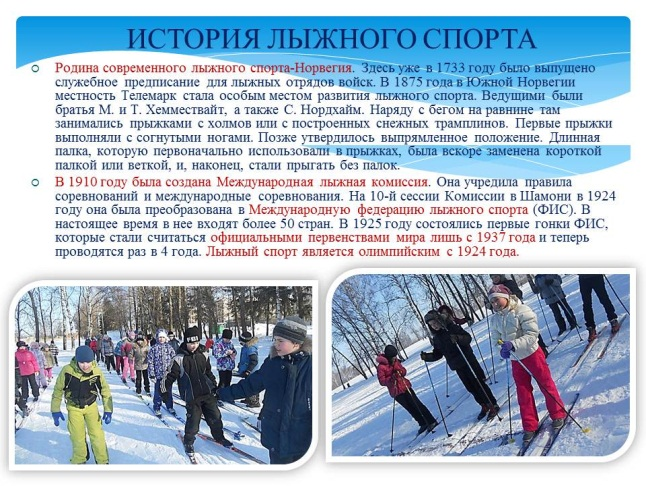 ИСТОРИЯ ЛЫЖНОГО СПОРТА
Родина современного лыжного спорта-Норвегия. Здесь уже в 1733 году было выпущено
служебное предписание для лыжных отрядов войск. В 1875 года в Южной Норвегии
местность Телемарк стала особым местом развития лыжного спорта. Ведущими были
братья М. и Т. Хеммествайт, а также С. Нордхайм. Наряду с бегом на равнине там
занимались прыжками с холмов или с построенных снежных трамплинов. Первые прыжки
выполняли с согнутыми ногами. Позже утвердилось выпрямленное положение. Длинная
палка, которую первоначально использовали в прыжках, была вскоре заменена короткой
палкой или веткой, и, наконец, стали прыгать без палок.
В 1910 году была создана Международная лыжная комиссия. Она учредила правила
соревнований и международные соревнования. На 10-й сессии Комиссии в Шамони в 1924
году она была преобразована в Международную федерацию лыжного спорта (ФИС). В
настоящее время в нее входят более 50 стран. В 1925 году состоялись первые гонки ФИС,
которые стали считаться официальными первенствами мира лишь с 1937 года и теперь
проводятся раз в 4 года. Лыжный спорт является олимпийским с 1924 года.